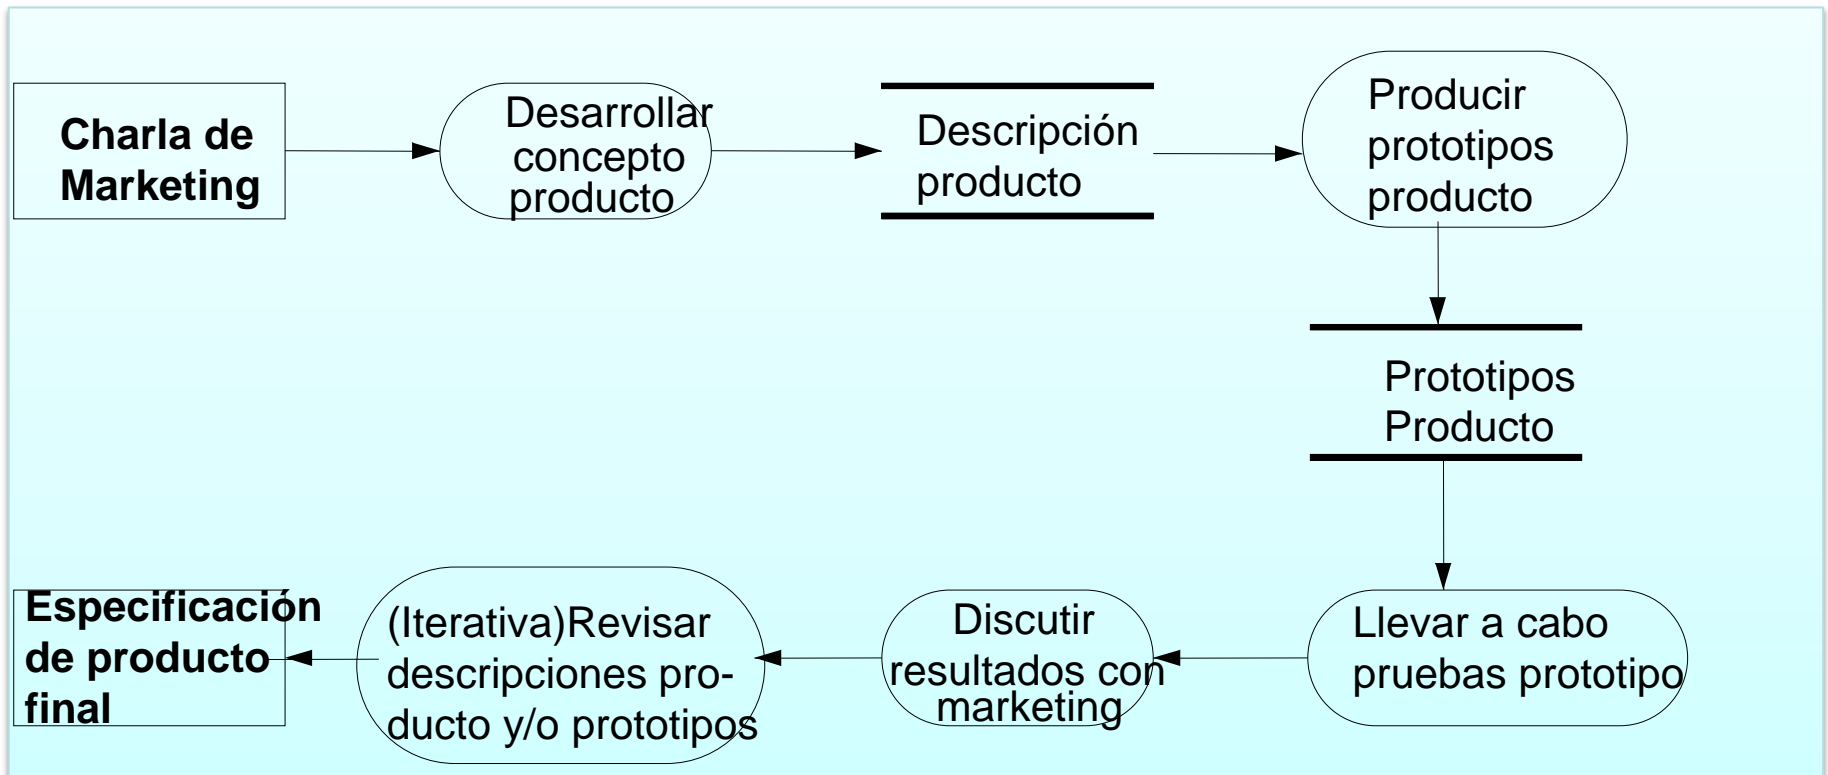 Charla de
Marketing
Desarrollar
concepto
producto
Descripción
producto
Producir
prototipos
producto
Prototipos
Producto
Llevar a cabo
pruebas prototipo
Discutir
resultados con
marketing
(Iterativa)Revisar
descripciones pro-
ducto y/o prototipos
Especificación
de producto
final